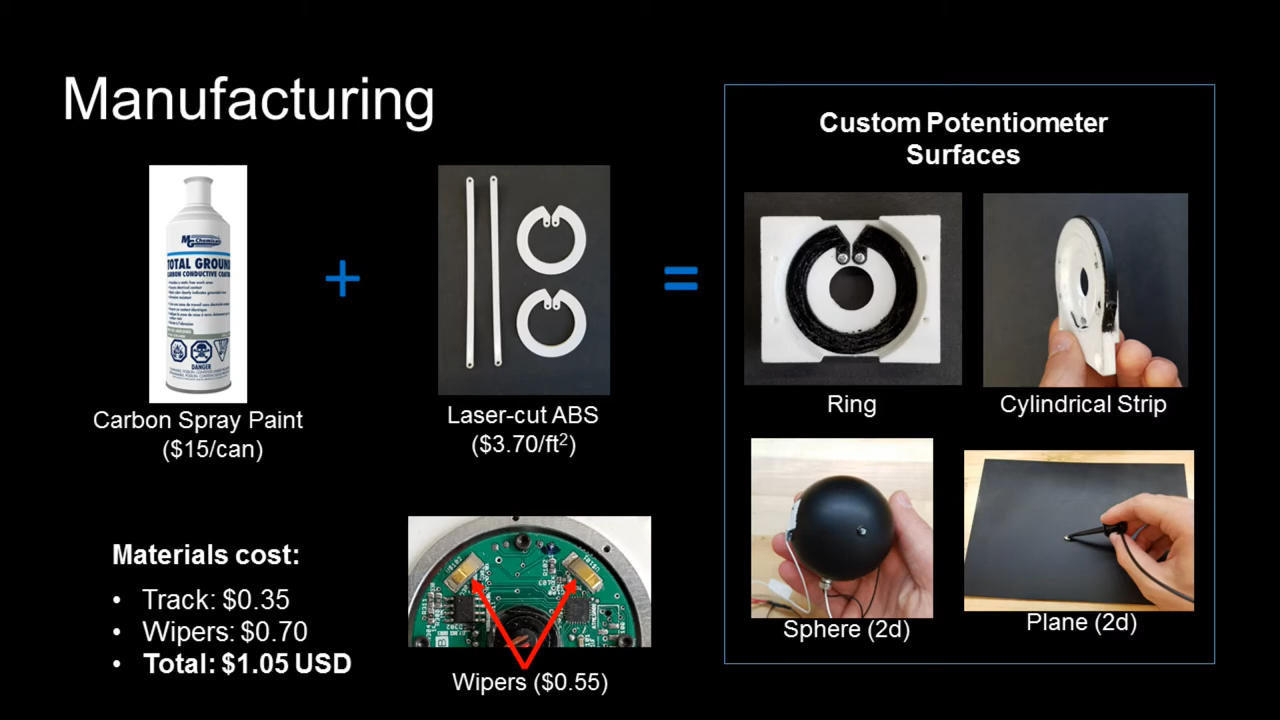 Manufacturing
TOTAL GROUND
CARBON CONDUCTIVE COATING
DANGER
+
=
Carbon Spray Paint
($15/can)
Laser-cut ABS
($3.70/ft²)
Custom Potentiometer
Surfaces
Ring
Cylindrical Strip
Sphere (2d)
Plane (2d)
Materials cost:
• Track: $0.35
• Wipers: $0.70
• Total: $1.05 USD
Wipers ($0.55)